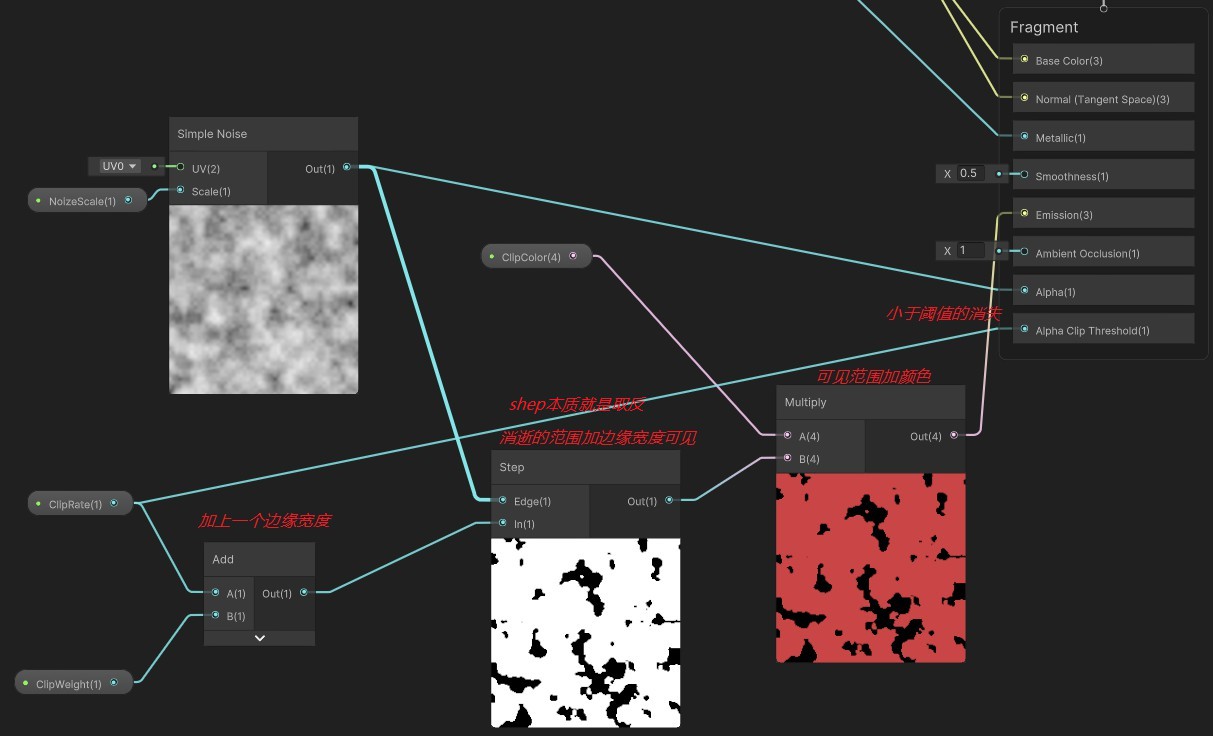 Fragment
Base Color(3)
Normal (Tangent Space)(3)
Metallic(1)
X 0.5
Smoothness(1)
Emission(3)
X 1
Ambient Occlusion(1)
Alpha(1)
小于阈值的消失
Alpha Clip Threshold(1)
Simple Noise
UV0
UV(2)
Out(1)
NoizeScale(1)
Scale(1)
ClipColor(4)
可见范围加颜色
Multiply
A(4)
Out(4)
B(4)
shep本质就是取反
消逝的范围加边缘宽度可见
Step
Edge(1)
Out(1)
In(1)
ClipRate(1)
加上一个边缘宽度
Add
A(1)
Out(1)
B(1)
ClipWeight(1)